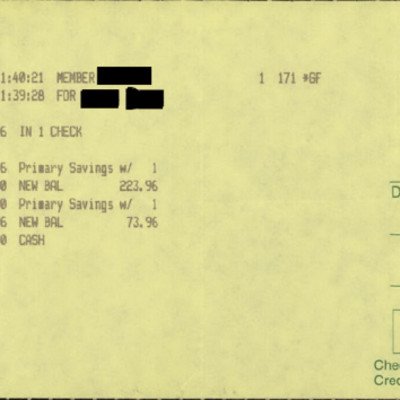 1:40:21 MEMBER
1 171 *GF
1:39:28 FOR
6 IN 1 CHECK
6 Primary Savings w/ 1
0 NEW BAL 223.96
0 Primary Savings w/ 1
6 NEW BAL 73.96
0 CASH
D
Che
Cred